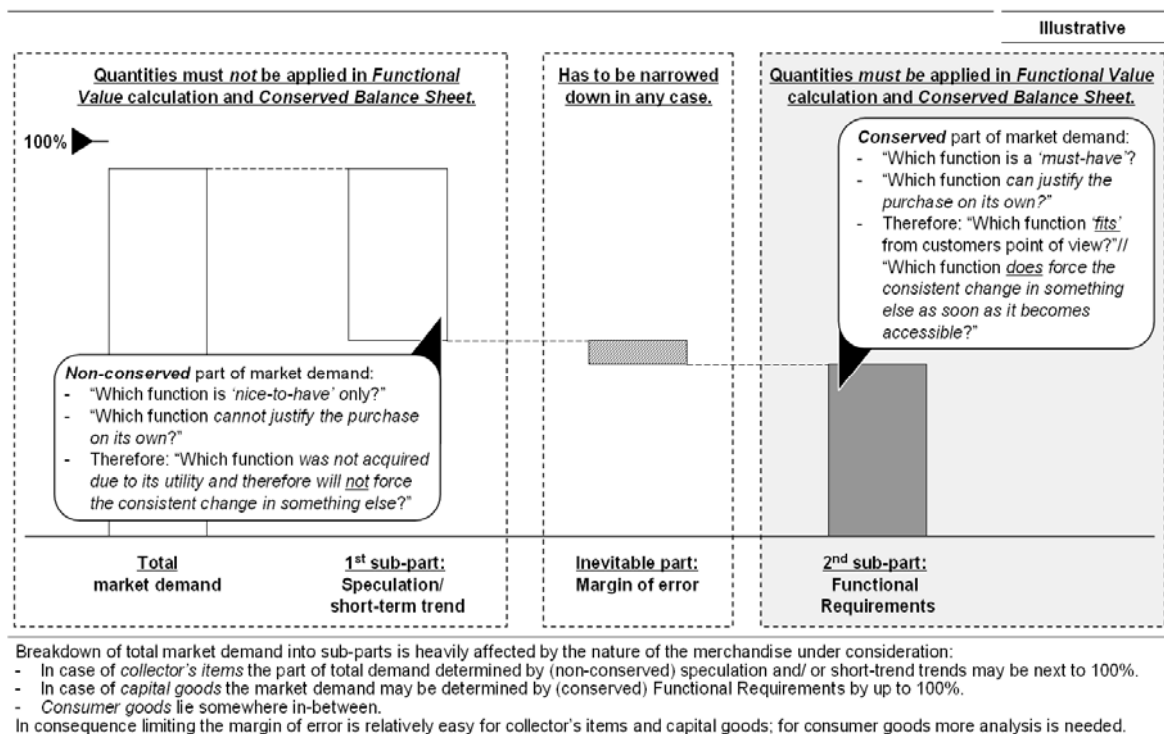 Illustrative
Quantities must not be applied in Functional
Value calculation and Conserved Balance Sheet.
Has to be narrowed
down in any case.
Quantities must be applied in Functional Value
calculation and Conserved Balance Sheet.
100%
Conserved part of market demand:
- "Which function is a 'must-have'?
- "Which function can justify the
purchase on its own?"
- Therefore: "Which function 'fits'
from customers point of view?"//
"Which function does force the
consistent change in something
else as soon as it becomes
accessible?"
Non-conserved part of market demand:
- "Which function is 'nice-to-have' only?"
- "Which function cannot justify the purchase
on its own?"
- Therefore: "Which function was not acquired
due to its utility and therefore will not force
the consistent change in something else?"
Total
market demand
1st sub-part:
Speculation/
short-term trend
Inevitable part:
Margin of error
2nd sub-part:
Functional
Requirements
Breakdown of total market demand into sub-parts is heavily affected by the nature of the merchandise under consideration:
- In case of collector's items the part of total demand determined by (non-conserved) speculation and/ or short-trend trends may be next to 100%.
- In case of capital goods the market demand may be determined by (conserved) Functional Requirements by up to 100%.
- Consumer goods lie somewhere in-between.
In consequence limiting the margin of error is relatively easy for collector's items and capital goods; for consumer goods more analysis is needed.